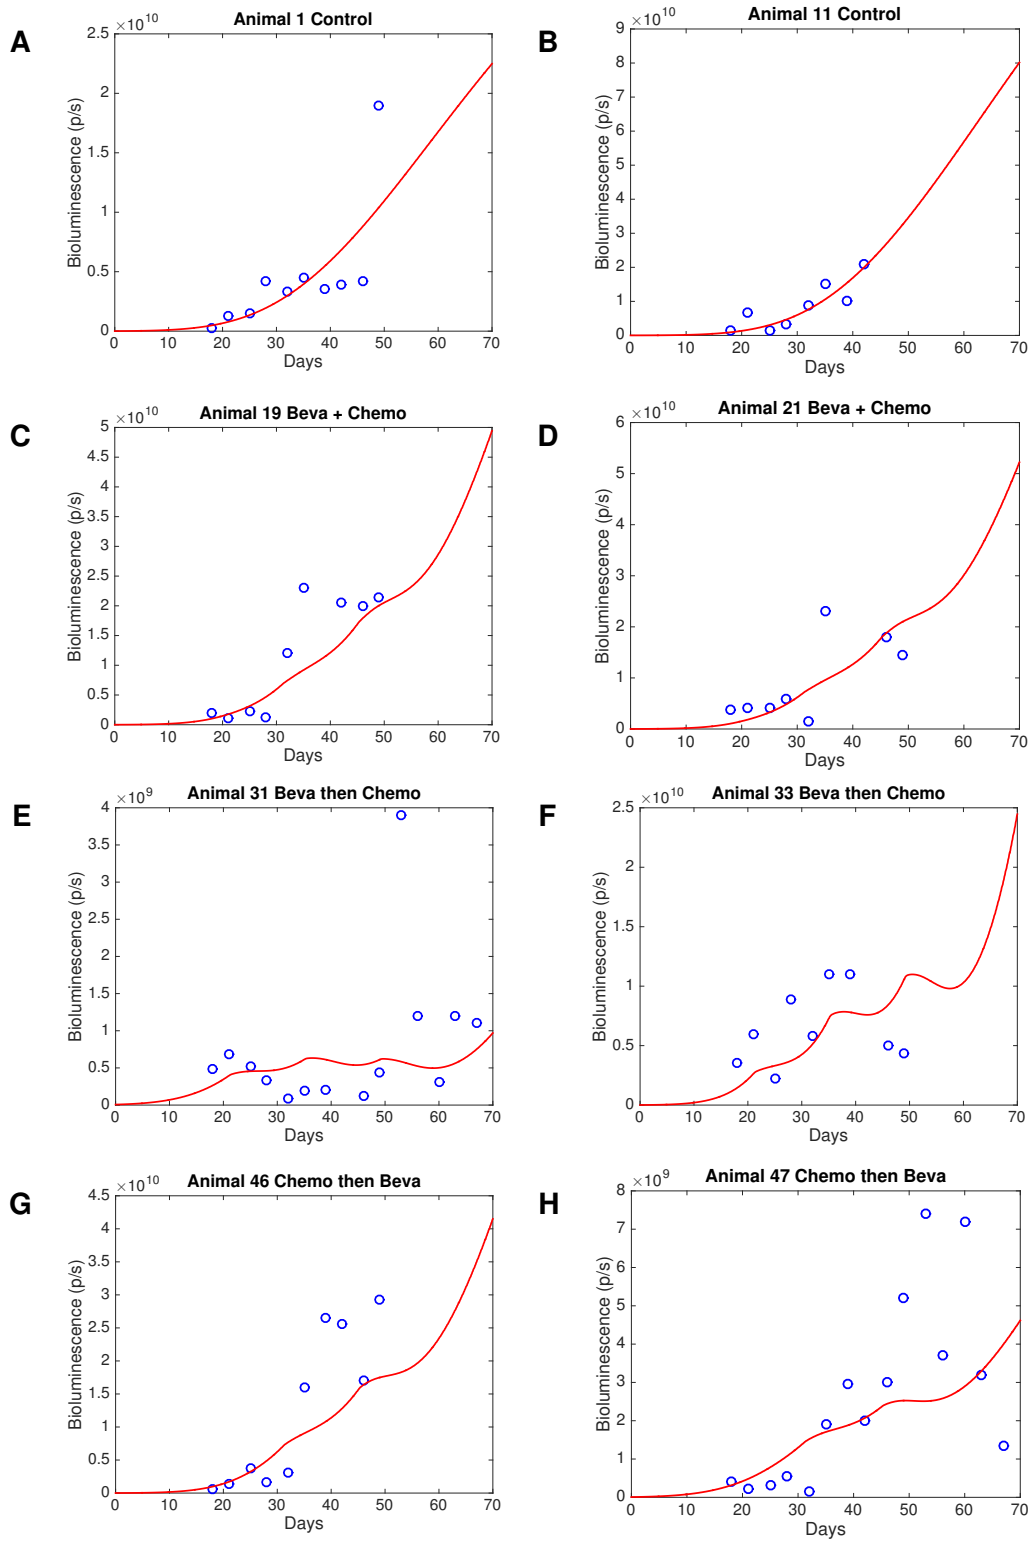 A
Animal 1 Control
×10^10
2.5
2
1.5
1
0.5
0
Bioluminescence (p/s)
0 10 20 30 40 50 60 70
Days
B
Animal 11 Control
×10^10
9
8
7
6
5
4
3
2
1
0
Bioluminescence (p/s)
0 10 20 30 40 50 60 70
Days
C
Animal 19 Beva + Chemo
×10^10
5
4.5
4
3.5
3
2.5
2
1.5
1
0.5
0
Bioluminescence (p/s)
0 10 20 30 40 50 60 70
Days
D
Animal 21 Beva + Chemo
×10^10
6
5
4
3
2
1
0
Bioluminescence (p/s)
0 10 20 30 40 50 60 70
Days
E
Animal 31 Beva then Chemo
×10^9
4
3.5
3
2.5
2
1.5
1
0.5
0
Bioluminescence (p/s)
0 10 20 30 40 50 60 70
Days
F
Animal 33 Beva then Chemo
×10^10
2.5
2
1.5
1
0.5
0
Bioluminescence (p/s)
0 10 20 30 40 50 60 70
Days
G
Animal 46 Chemo then Beva
×10^10
4.5
4
3.5
3
2.5
2
1.5
1
0.5
0
Bioluminescence (p/s)
0 10 20 30 40 50 60 70
Days
H
Animal 47 Chemo then Beva
×10^9
8
7
6
5
4
3
2
1
0
Bioluminescence (p/s)
0 10 20 30 40 50 60 70
Days